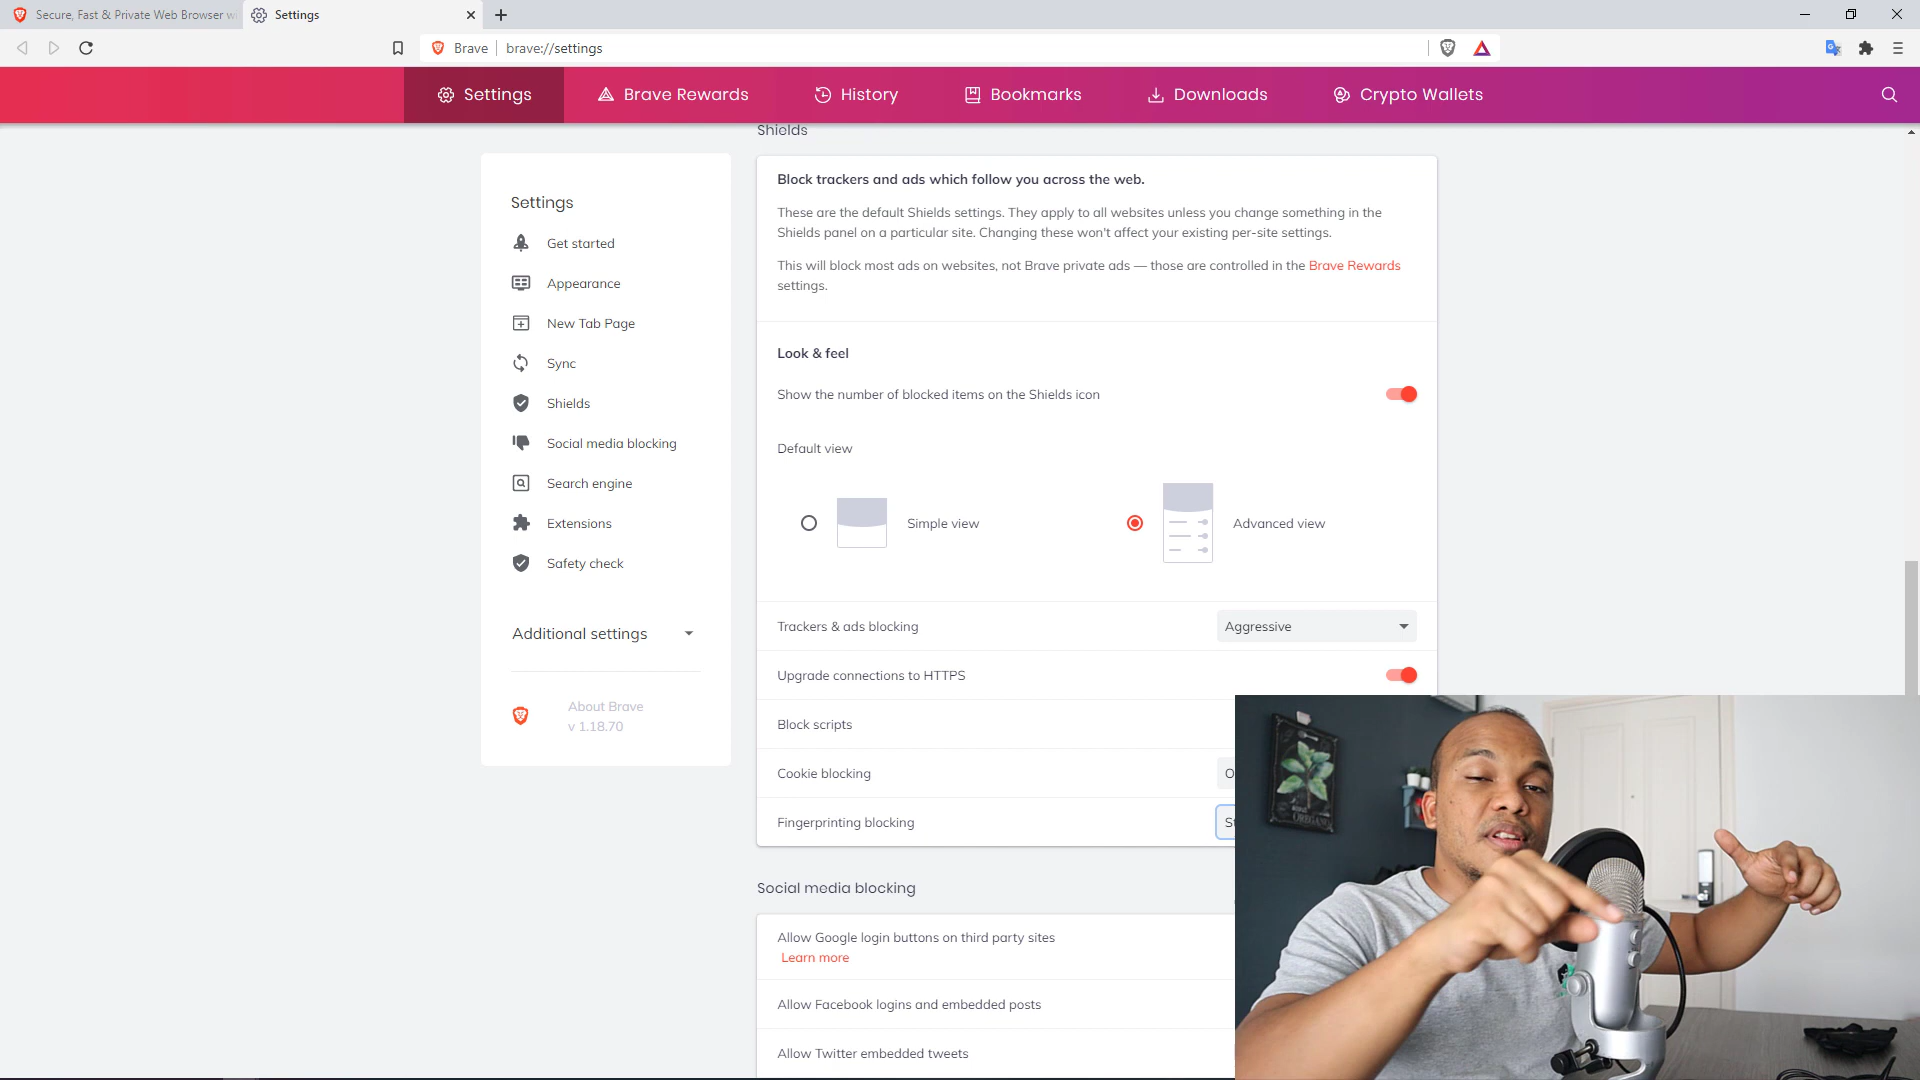 Secure, Fast & Private Web Browser wi
Settings
Brave
brave://settings
Settings
Brave Rewards
History
Bookmarks
Downloads
Crypto Wallets
Shields
Settings
Get started
Appearance
New Tab Page
Sync
Shields
Social media blocking
Search engine
Extensions
Safety check
Additional settings
About Brave
v 1.18.70
Block trackers and ads which follow you across the web.
These are the default Shields settings. They apply to all websites unless you change something in the
Shields panel on a particular site. Changing these won't affect your existing per-site settings.
This will block most ads on websites, not Brave private ads — those are controlled in the Brave Rewards
settings.
Look & feel
Show the number of blocked items on the Shields icon
Default view
Simple view
Advanced view
Trackers & ads blocking
Aggressive
Upgrade connections to HTTPS
Block scripts
Cookie blocking
O
Fingerprinting blocking
St
Social media blocking
Allow Google login buttons on third party sites
Learn more
Allow Facebook logins and embedded posts
Allow Twitter embedded tweets
OREGANO